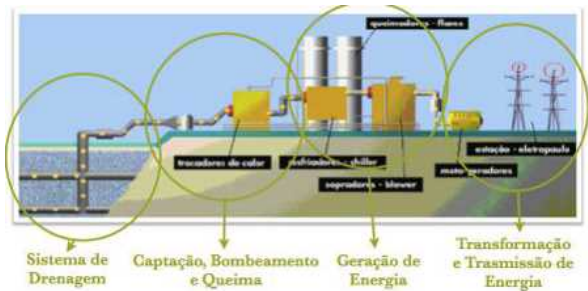 queimadores - flares
trocadores de calor
resfriadores - chiller
sopradores - blower
moto-geradores
estação - eletropaulo
Sistema de
Drenagem
Captação, Bombeamento
e Queima
Geração de
Energia
Transformação
e Trasmissão de
Energia